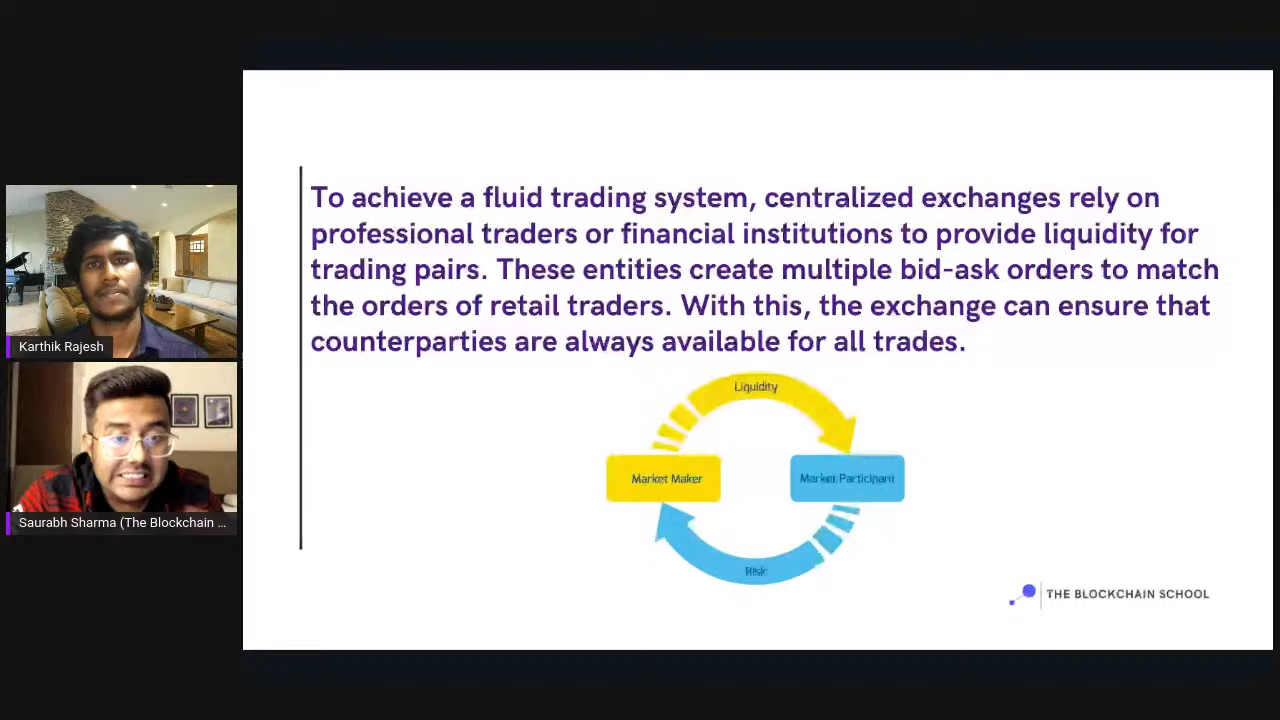 To achieve a fluid trading system, centralized exchanges rely on
professional traders or financial institutions to provide liquidity for
trading pairs. These entities create multiple bid-ask orders to match
the orders of retail traders. With this, the exchange can ensure that
counterparties are always available for all trades.
Liquidity
Market Maker
Market Participant
Risk
THE BLOCKCHAIN SCHOOL
Karthik Rajesh
Saurabh Sharma (The Blockchain ...